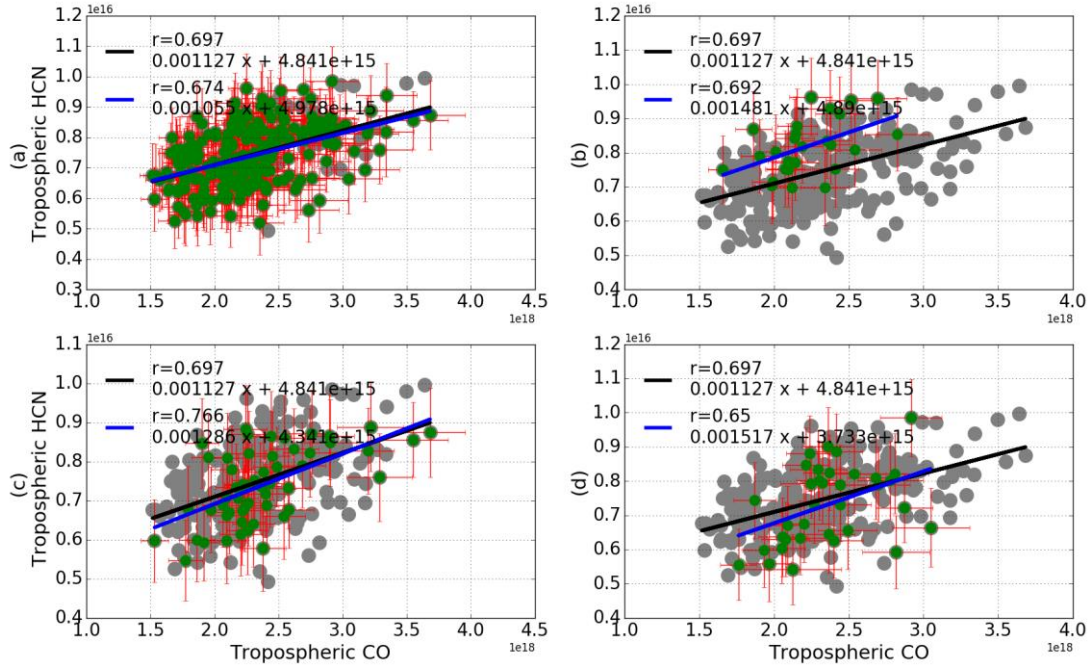 1e16
1.2
1.1
1.0
0.9
0.8
0.7
0.6
0.5
0.4
0.3
(a)
Tropospheric HCN
r=0.697
0.001127 x + 4.841e+15
r=0.674
0.001055 x + 4.978e+15
1.0 1.5 2.0 2.5 3.0 3.5 4.0 4.5
1e18
1e16
1.2
1.1
1.0
0.9
0.8
0.7
0.6
0.5
0.4
(b)
r=0.697
0.001127 x + 4.841e+15
r=0.692
0.001481 x + 4.89e+15
1.0 1.5 2.0 2.5 3.0 3.5 4.0
1e18
1e16
1.1
1.0
0.9
0.8
0.7
0.6
0.5
0.4
(c)
Tropospheric HCN
r=0.697
0.001127 x + 4.841e+15
r=0.766
0.001286 x + 4.341e+15
1.0 1.5 2.0 2.5 3.0 3.5 4.0 4.5
Tropospheric CO
1e18
1e16
1.2
1.1
1.0
0.9
0.8
0.7
0.6
0.5
0.4
(d)
r=0.697
0.001127 x + 4.841e+15
r=0.65
0.001517 x + 3.733e+15
1.0 1.5 2.0 2.5 3.0 3.5 4.0
Tropospheric CO
1e18